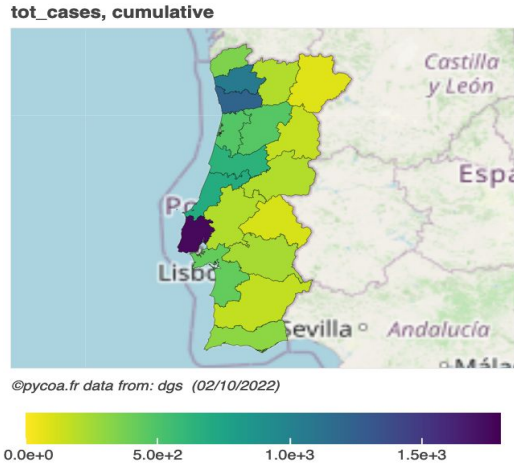 tot_cases, cumulative
Castilla
y León
Espa
Po
Lisbo
Sevilla
Andalucía
Mála
©pycoa.fr data from: dgs (02/10/2022)
0.0e+0 5.0e+2 1.0e+3 1.5e+3